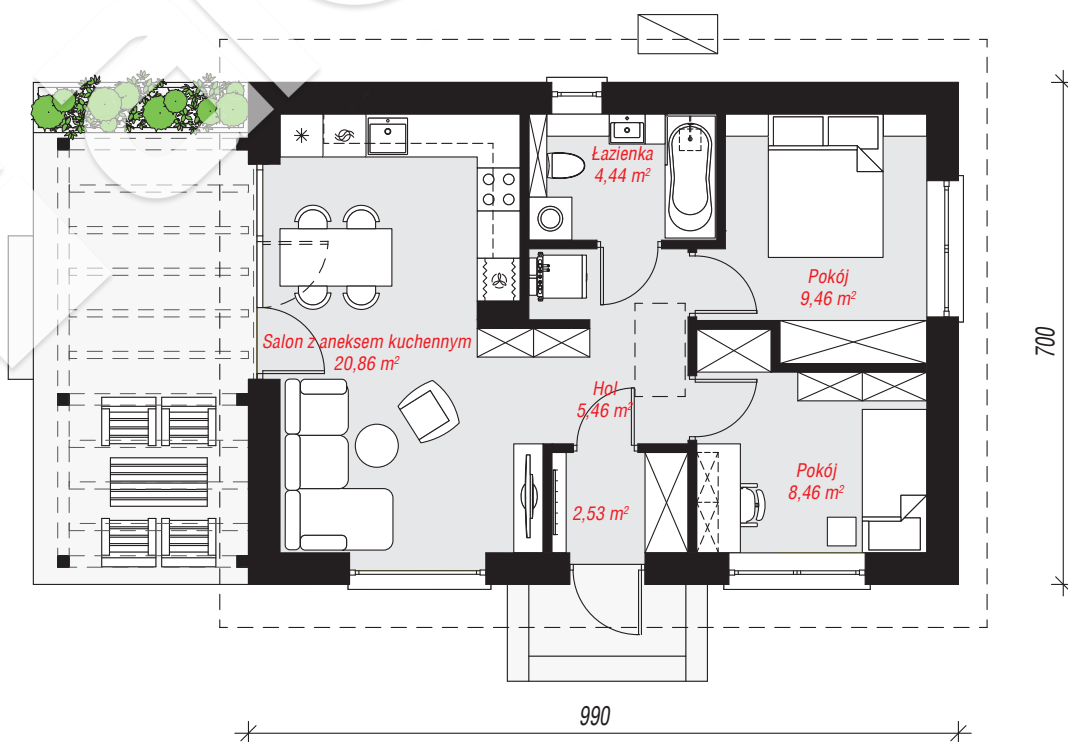 Łazienka
4,44 m²
Pokój
9,46 m²
Salon z aneksem kuchennym
20,86 m²
Hol
5,46 m²
Pokój
8,46 m²
2,53 m²
700
990